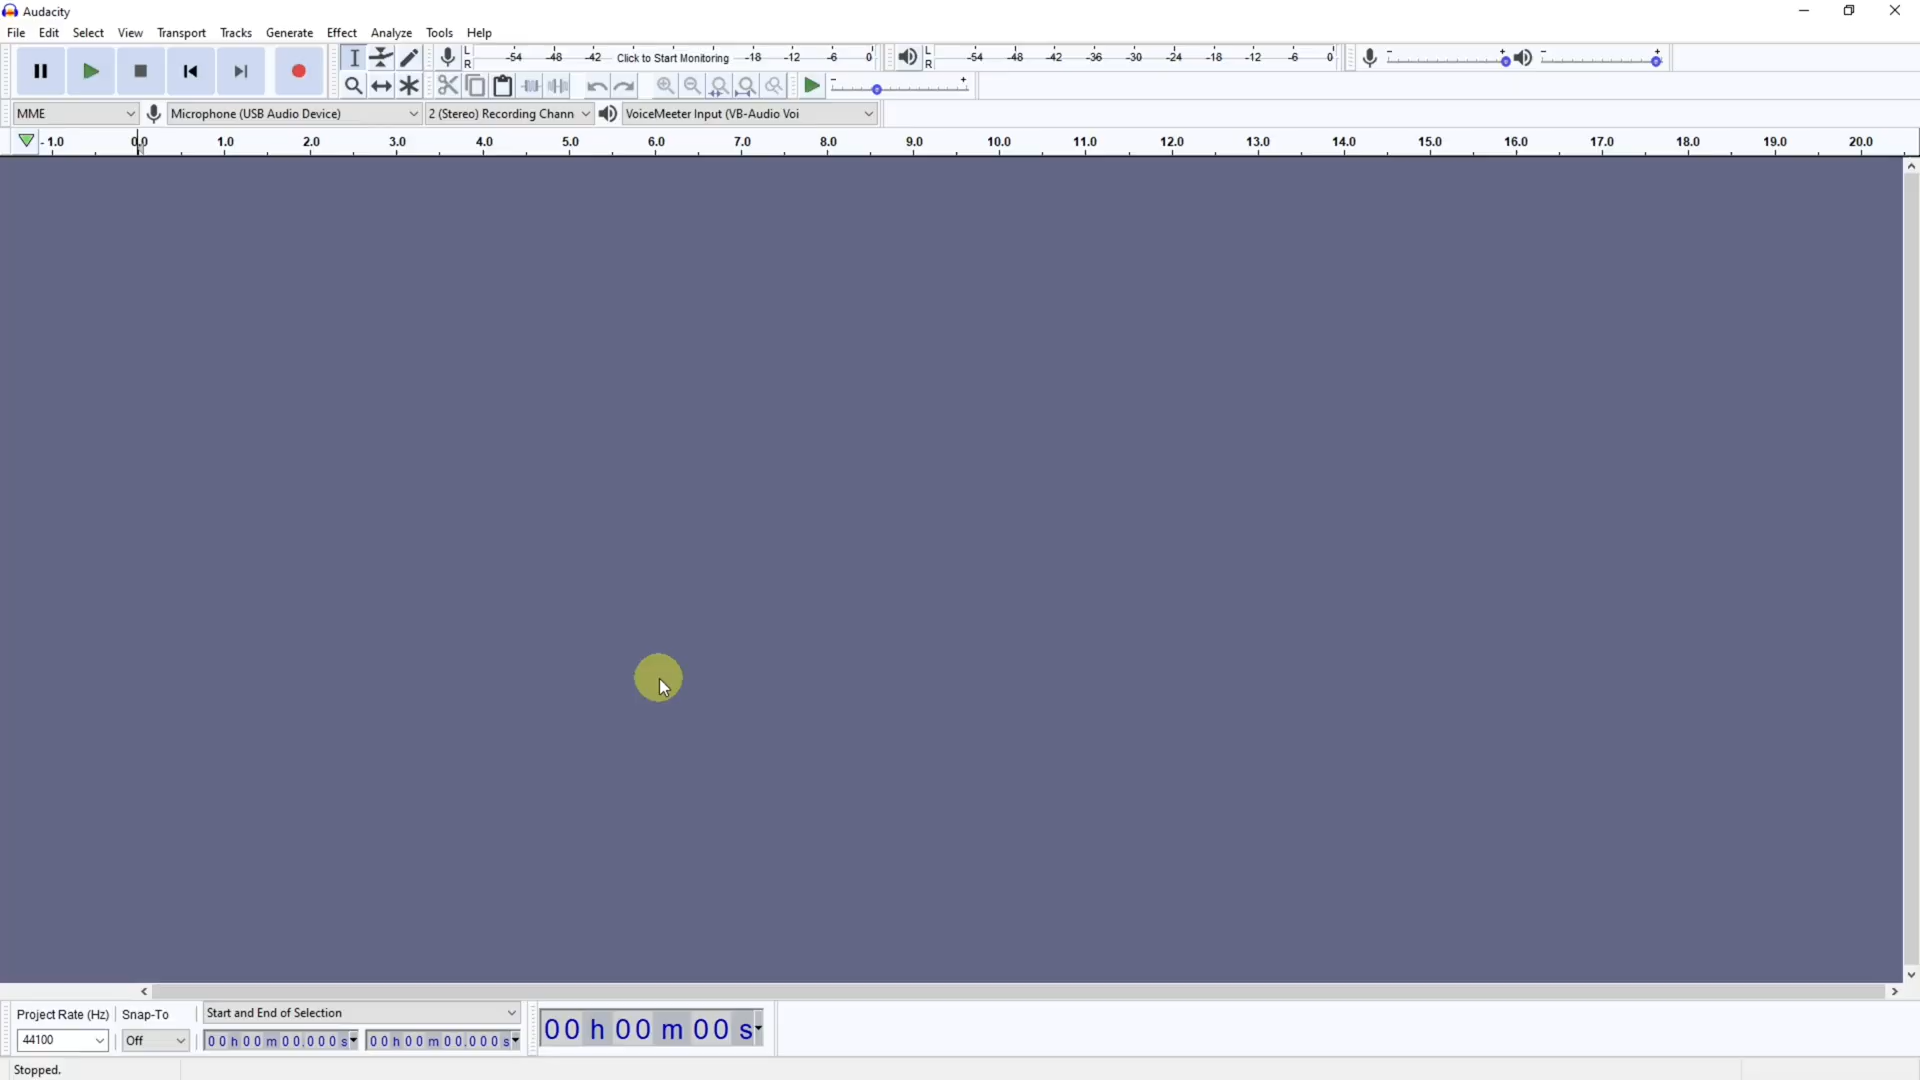 Audacity
File Edit Select View Transport Tracks Generate Effect Analyze Tools Help
L R -54 -48 -42 Click to Start Monitoring -18 -12 -6 0 L R -54 -48 -42 -36 -30 -24 -18 -12 -6 0 - + - +
- +
MME Microphone (USB Audio Device) 2 (Stereo) Recording Chann VoiceMeeter Input (VB-Audio Voi
- 1.0 0.0 1.0 2.0 3.0 4.0 5.0 6.0 7.0 8.0 9.0 10.0 11.0 12.0 13.0 14.0 15.0 16.0 17.0 18.0 19.0 20.0
Project Rate (Hz) Snap-To Start and End of Selection
44100 Off 00 h 00 m 00.000 s 00 h 00 m 00.000 s 00 h 00 m 00 s
Stopped.